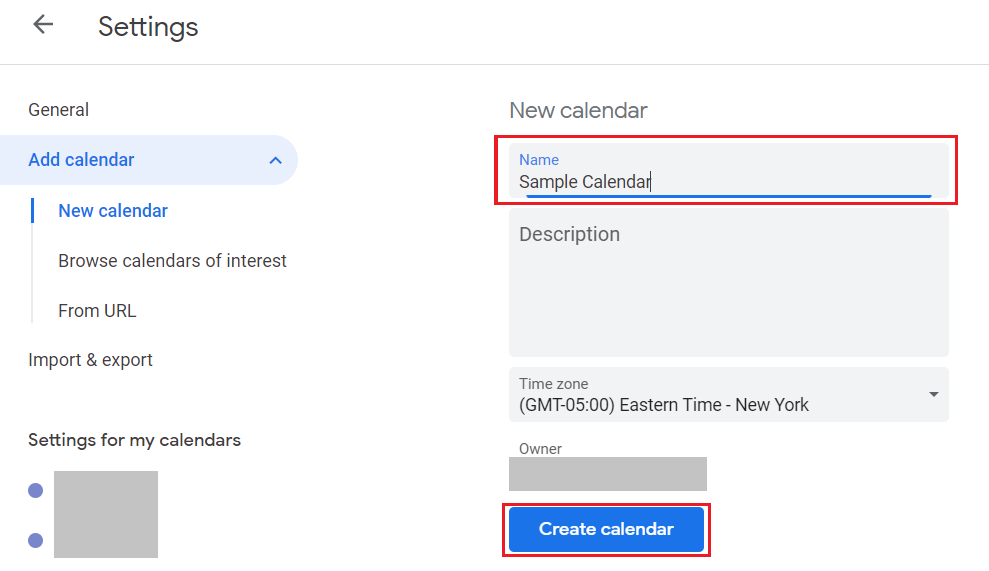 Settings
General
Add calendar
New calendar
Browse calendars of interest
From URL
Import & export
Settings for my calendars
New calendar
Name
Sample Calendar
Description
Time zone
(GMT-05:00) Eastern Time - New York
Owner
Create calendar